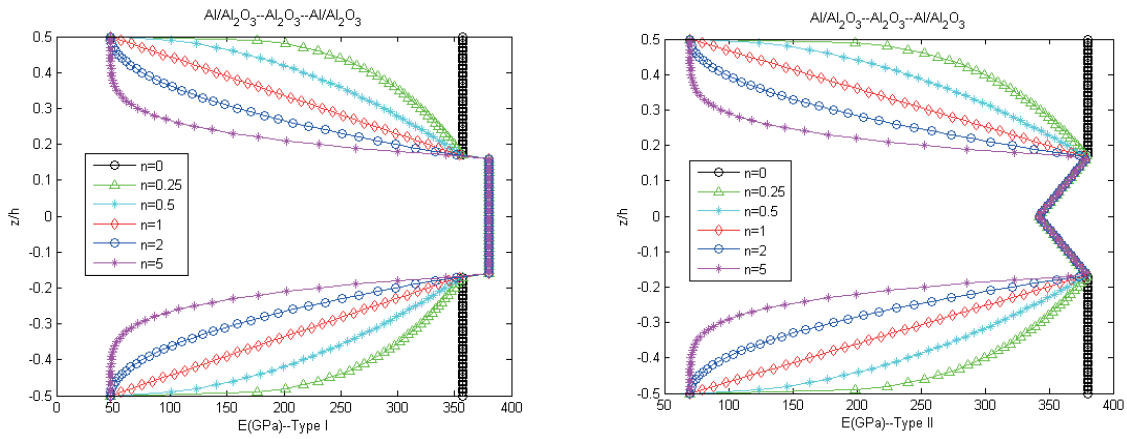 Al/Al₂O₃--Al₂O₃--Al/Al₂O₃
0.5
0.4
0.3
0.2
0.1
0
-0.1
-0.2
-0.3
-0.4
-0.5
z/h
n=0
n=0.25
n=0.5
n=1
n=2
n=5
0 50 100 150 200 250 300 350 400
E(GPa)--Type I
Al/Al₂O₃--Al₂O₃--Al/Al₂O₃
0.5
0.4
0.3
0.2
0.1
0
-0.1
-0.2
-0.3
-0.4
-0.5
z/h
n=0
n=0.25
n=0.5
n=1
n=2
n=5
50 100 150 200 250 300 350 400
E(GPa)--Type II